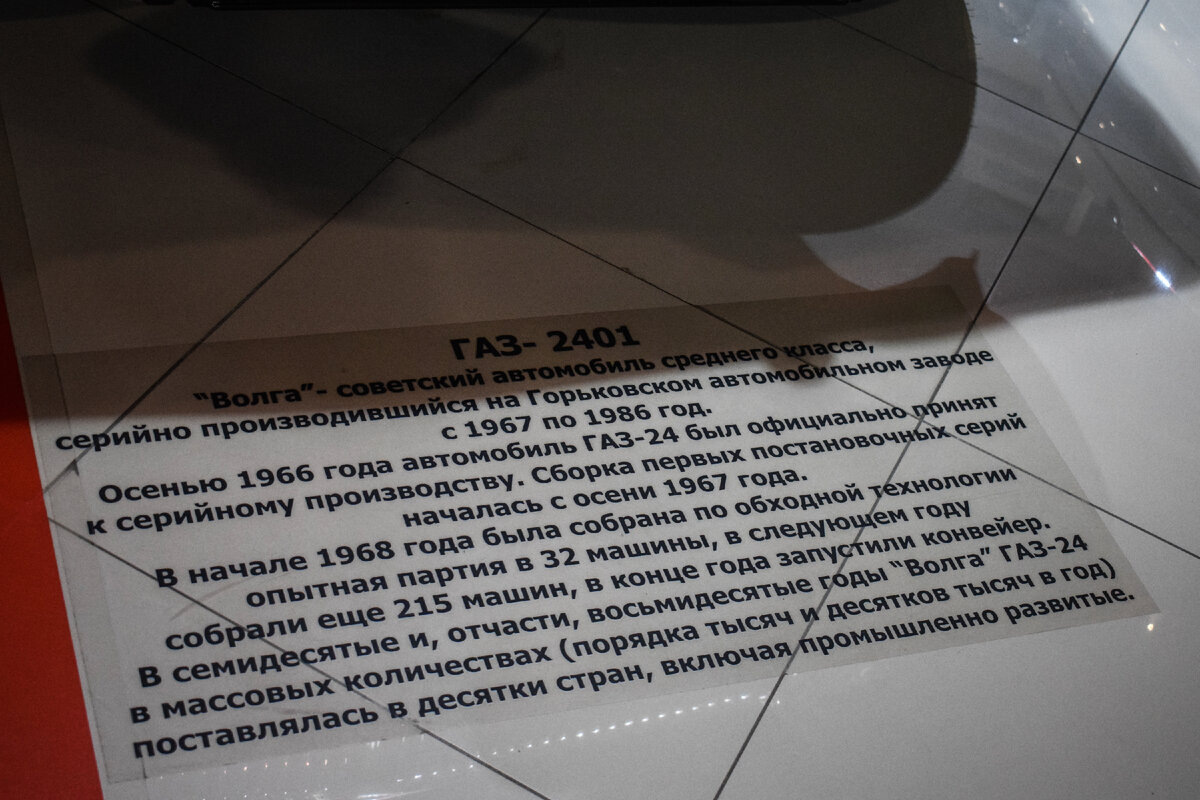 ГАЗ- 2401
“Волга”- советский автомобиль среднего класса,
серийно производившийся на Горьковском автомобильном заводе
с 1967 по 1986 год.
Осенью 1966 года автомобиль ГАЗ-24 был официально принят
к серийному производству. Сборка первых постановочных серий
началась с осени 1967 года.
В начале 1968 года была собрана по обходной технологии
опытная партия в 32 машины, в следующем году
собрали еще 215 машин, в конце года запустили конвейер.
В семидесятые и, отчасти, восьмидесятые годы “Волга” ГАЗ-24
в массовых количествах (порядка тысяч и десятков тысяч в год)
поставлялась в десятки стран, включая промышленно развитые.